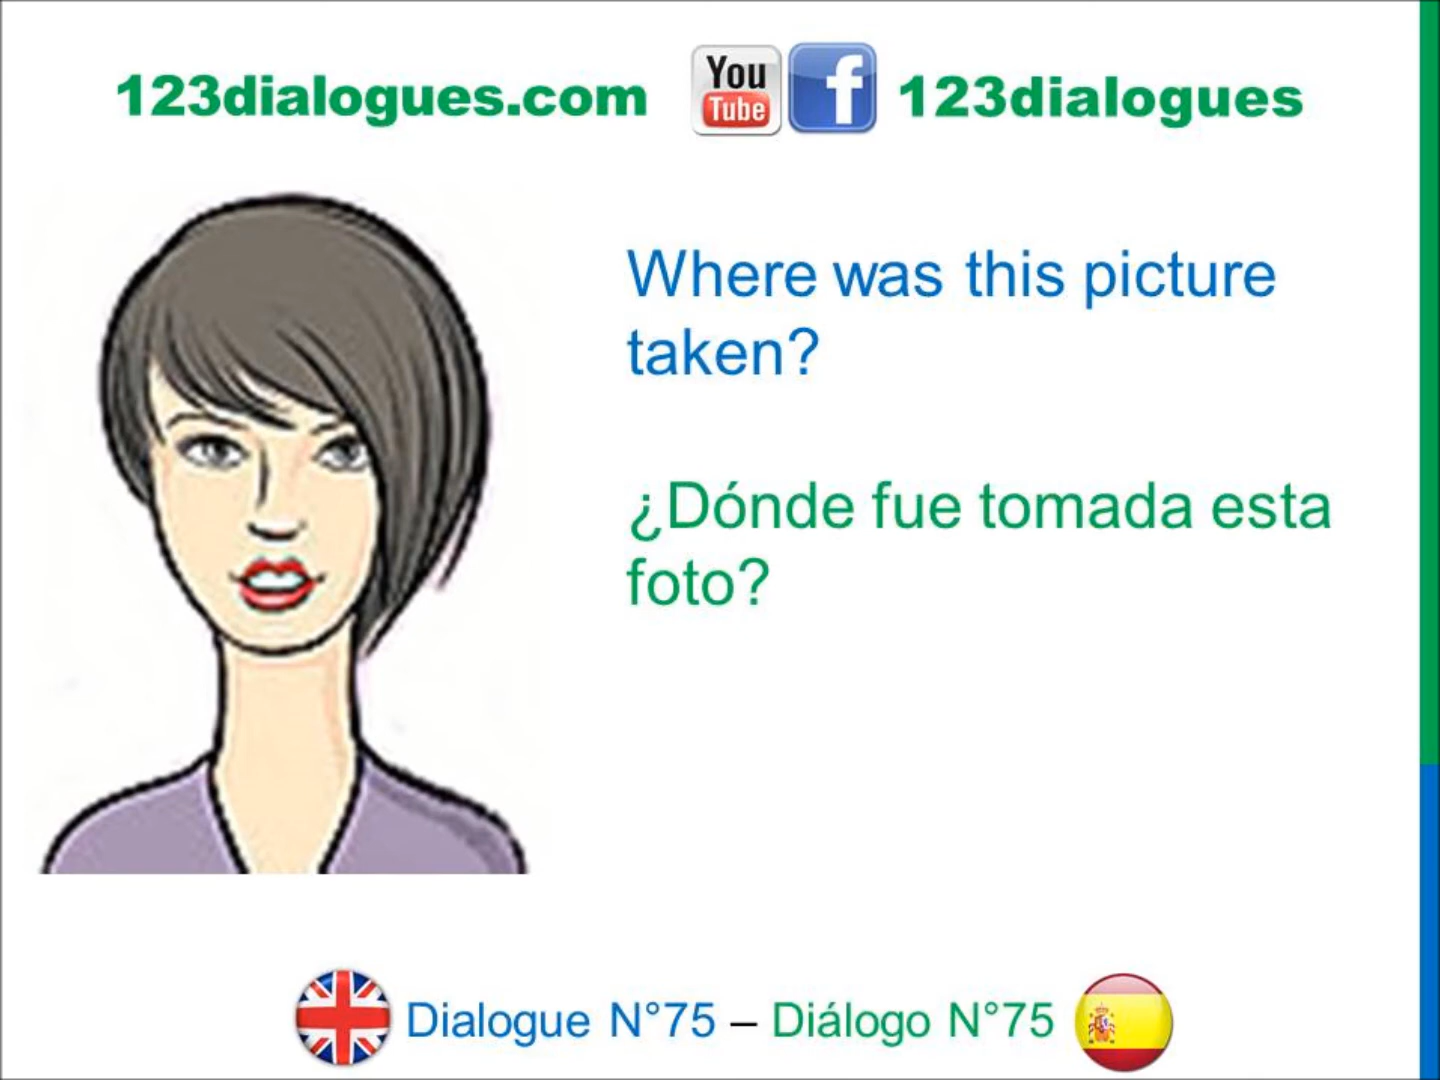 123dialogues.com You Tube f 123dialogues
Where was this picture
taken?
¿Dónde fue tomada esta
foto?
Dialogue N°75 – Diálogo N°75